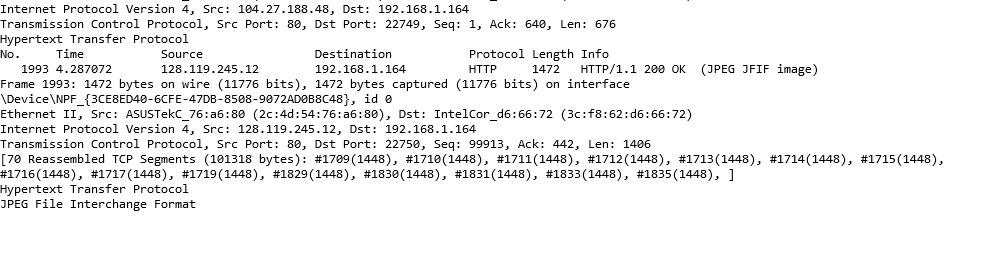 Internet Protocol Version 4, Src: 104.27.188.48, Dst: 192.168.1.164
Transmission Control Protocol, Src Port: 80, Dst Port: 22749, Seq: 1, Ack: 640, Len: 676
Hypertext Transfer Protocol
No.     Time           Source                Destination           Protocol Length Info
   1993 4.287072       128.119.245.12        192.168.1.164         HTTP     1472   HTTP/1.1 200 OK  (JPEG JFIF image)
Frame 1993: 1472 bytes on wire (11776 bits), 1472 bytes captured (11776 bits) on interface
\Device\NPF_{3CE8ED40-6CFE-47DB-8508-9072AD0B8C48}, id 0
Ethernet II, Src: ASUSTekC_76:a6:80 (2c:4d:54:76:a6:80), Dst: IntelCor_d6:66:72 (3c:f8:62:d6:66:72)
Internet Protocol Version 4, Src: 128.119.245.12, Dst: 192.168.1.164
Transmission Control Protocol, Src Port: 80, Dst Port: 22750, Seq: 99913, Ack: 442, Len: 1406
[70 Reassembled TCP Segments (101318 bytes): #1709(1448), #1710(1448), #1711(1448), #1712(1448), #1713(1448), #1714(1448), #1715(1448),
#1716(1448), #1717(1448), #1719(1448), #1829(1448), #1830(1448), #1831(1448), #1833(1448), #1835(1448), ]
Hypertext Transfer Protocol
JPEG File Interchange Format